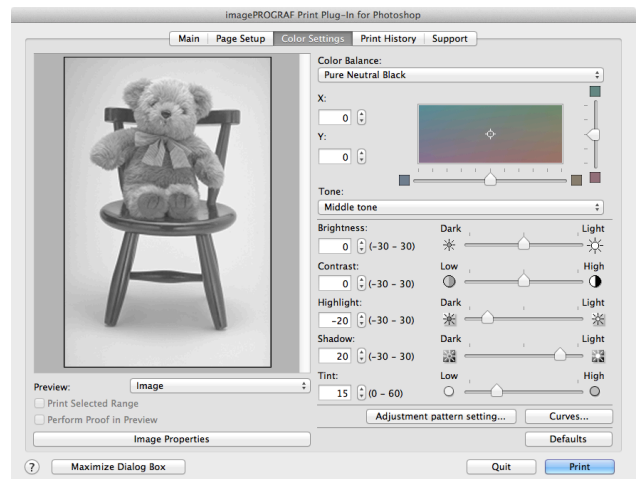 imagePROGRAF Print Plug-In for Photoshop
Main Page Setup Color Settings Print History Support
Color Balance:
Pure Neutral Black
X:
0
Y:
0
Tone:
Middle tone
Brightness: Dark Light
0 (-30 - 30)
Contrast: Low High
0 (-30 - 30)
Highlight: Dark Light
-20 (-30 - 30)
Shadow: Dark Light
20 (-30 - 30)
Tint: Low High
15 (0 - 60)
Preview: Image
Print Selected Range
Perform Proof in Preview
Adjustment pattern setting... Curves...
Image Properties Defaults
? Maximize Dialog Box Quit Print